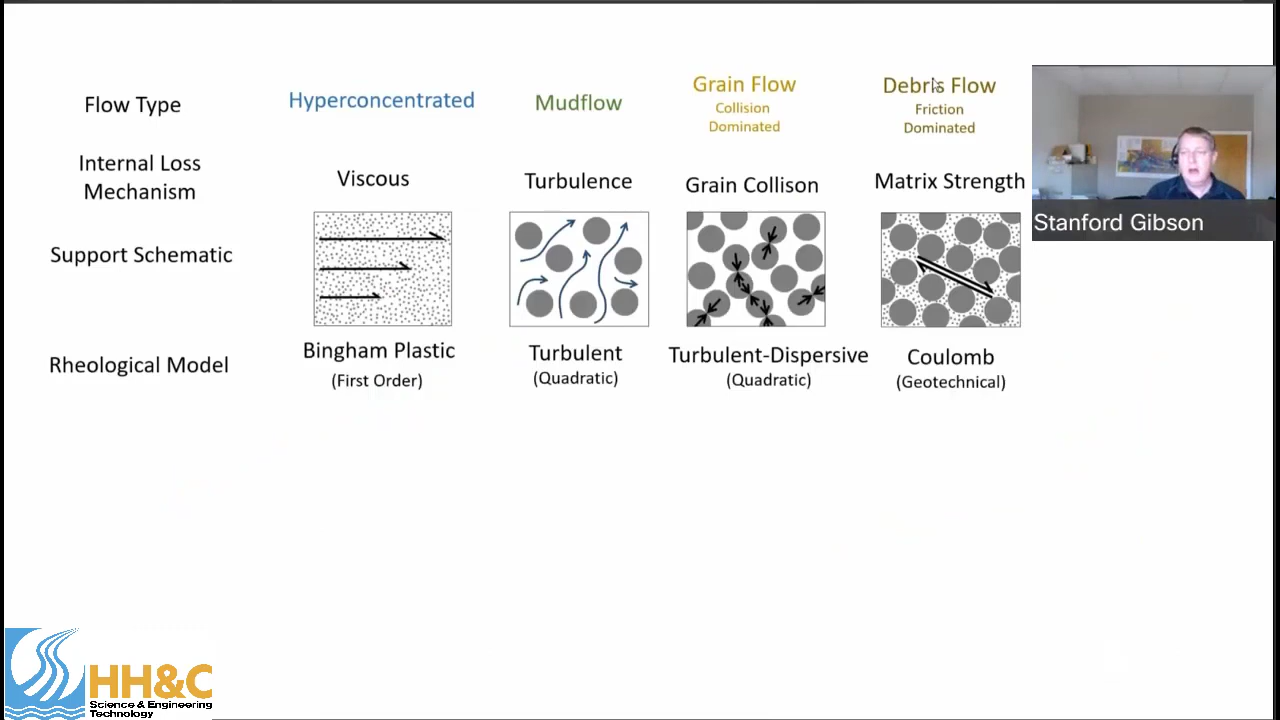 Flow Type
Hyperconcentrated
Mudflow
Grain Flow
Collision
Dominated
Debris Flow
Friction
Dominated
Internal Loss
Mechanism
Viscous
Turbulence
Grain Collison
Matrix Strength
Stanford Gibson
Support Schematic
Rheological Model
Bingham Plastic
(First Order)
Turbulent
(Quadratic)
Turbulent-Dispersive
(Quadratic)
Coulomb
(Geotechnical)
HH&C
Science & Engineering
Technology